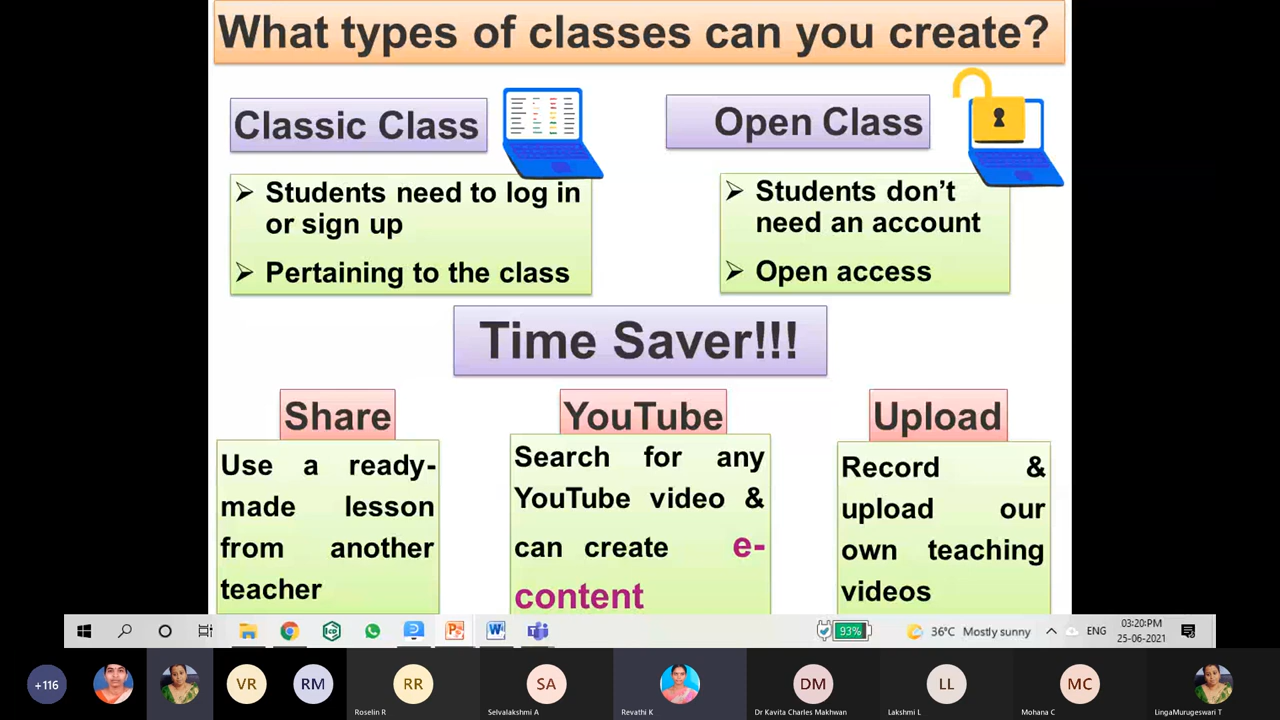 What types of classes can you create?
Classic Class
Open Class
Students need to log in
or sign up
Pertaining to the class
Students don’t
need an account
Open access
Time Saver!!!
Share
Use a ready-
made lesson
from another
teacher
YouTube
Search for any
YouTube video &
can create e-
content
Upload
Record &
upload our
own teaching
videos
93%
36°C Mostly sunny
ENG
03:20:PM
25-06-2021
+116
VR
RM
RR
Roselin R
SA
Selvalakshmi A
Revathi K
DM
Dr Kavita Charles Makhwan
LL
Lakshmi L
MC
Mohana C
LingaMurugeswari T